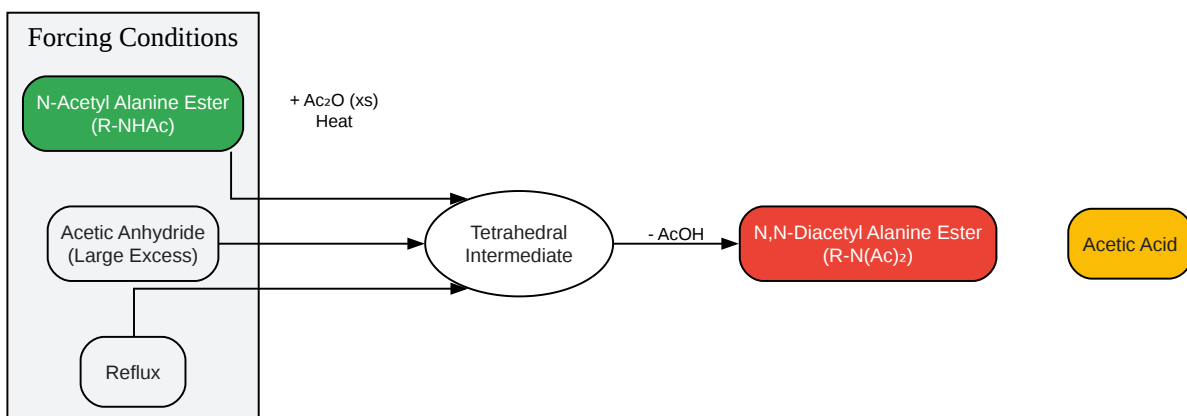 Forcing Conditions
N-Acetyl Alanine Ester
(R-NHAc)
+ Ac₂O (xs)
Heat
Acetic Anhydride
(Large Excess)
Tetrahedral
Intermediate
- AcOH
N,N-Diacetyl Alanine Ester
(R-N(Ac)₂)
Acetic Acid
Reflux